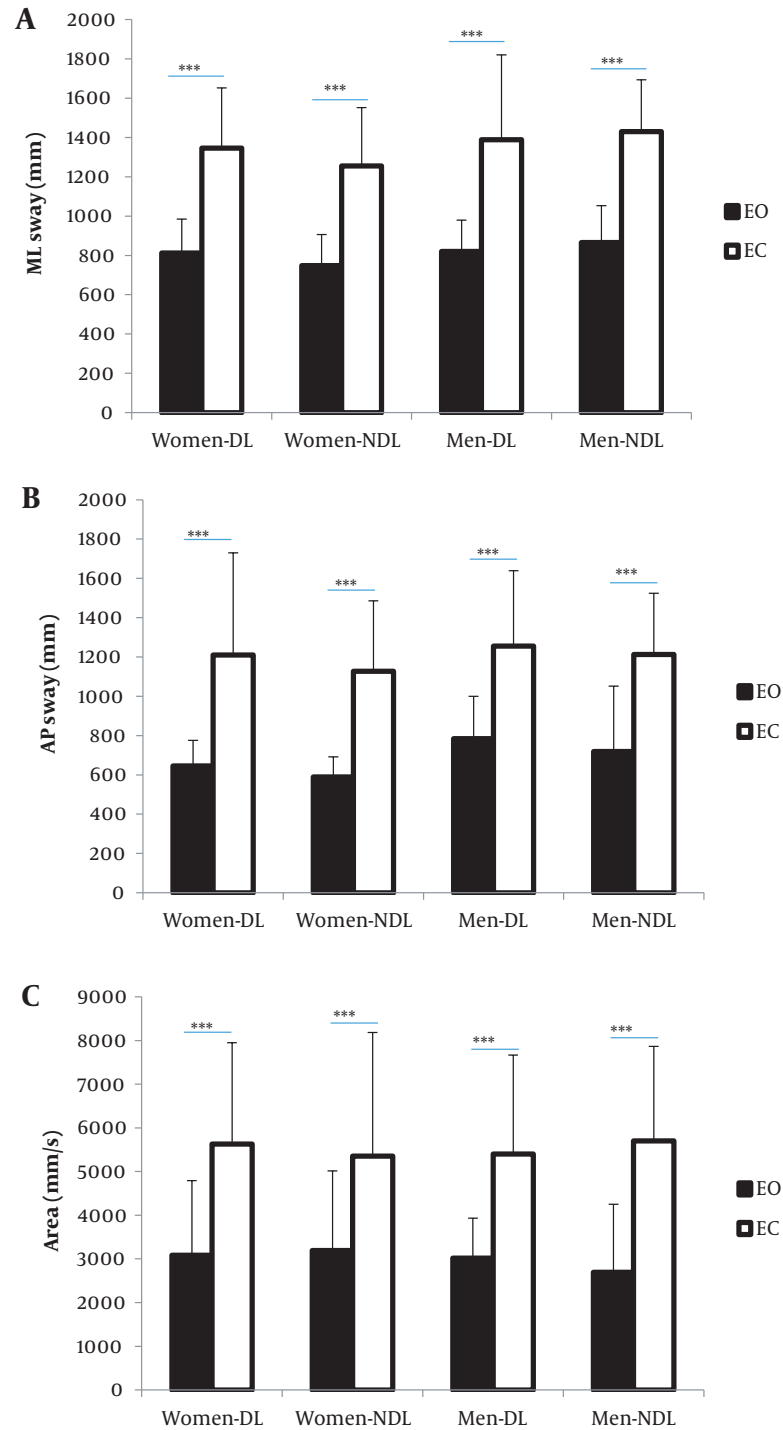 A
2000
1800
1600
1400
1200
1000
800
600
400
200
0
ML sway (mm)
***
***
***
***
EO
EC
Women-DL Women-NDL Men-DL Men-NDL
B
2000
1800
1600
1400
1200
1000
800
600
400
200
0
AP sway (mm)
***
***
***
***
EO
EC
Women-DL Women-NDL Men-DL Men-NDL
C
9000
8000
7000
6000
5000
4000
3000
2000
1000
0
Area (mm/s)
***
***
***
***
EO
EC
Women-DL Women-NDL Men-DL Men-NDL